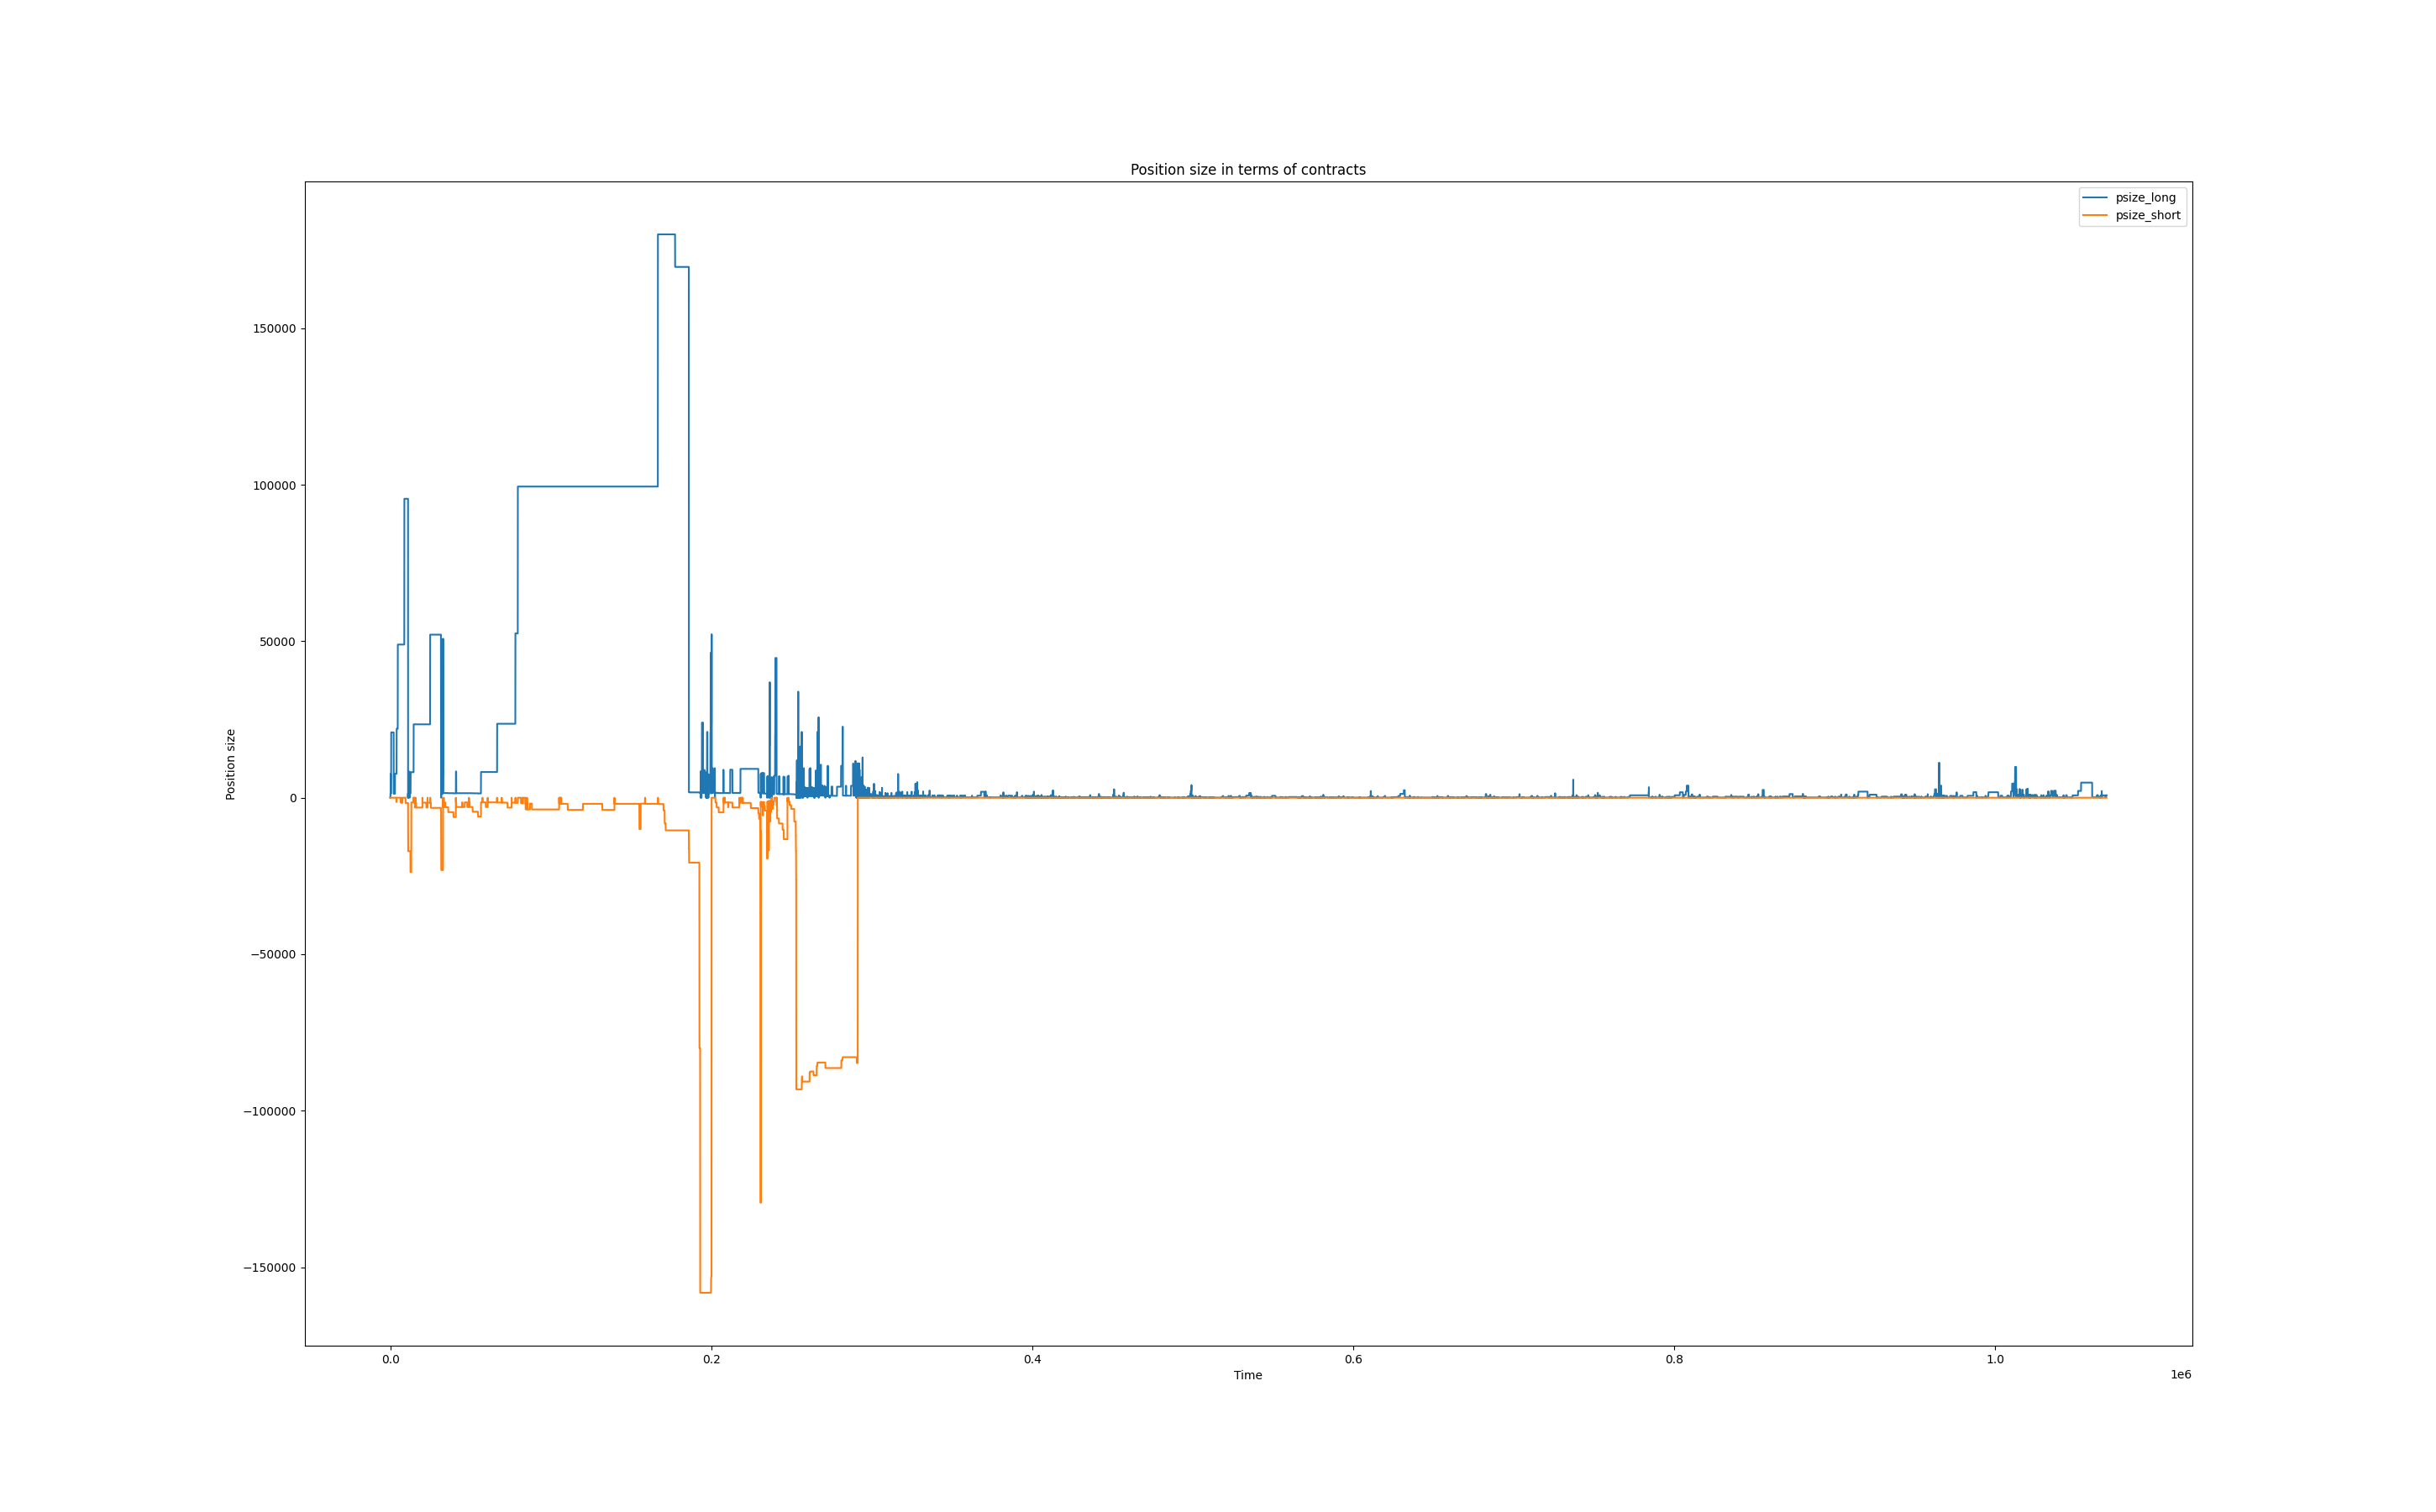 Position size in terms of contracts
psize_long
psize_short
150000
100000
50000
0
−50000
−100000
−150000
Position size
0.0
0.2
0.4
0.6
0.8
1.0
1e6
Time